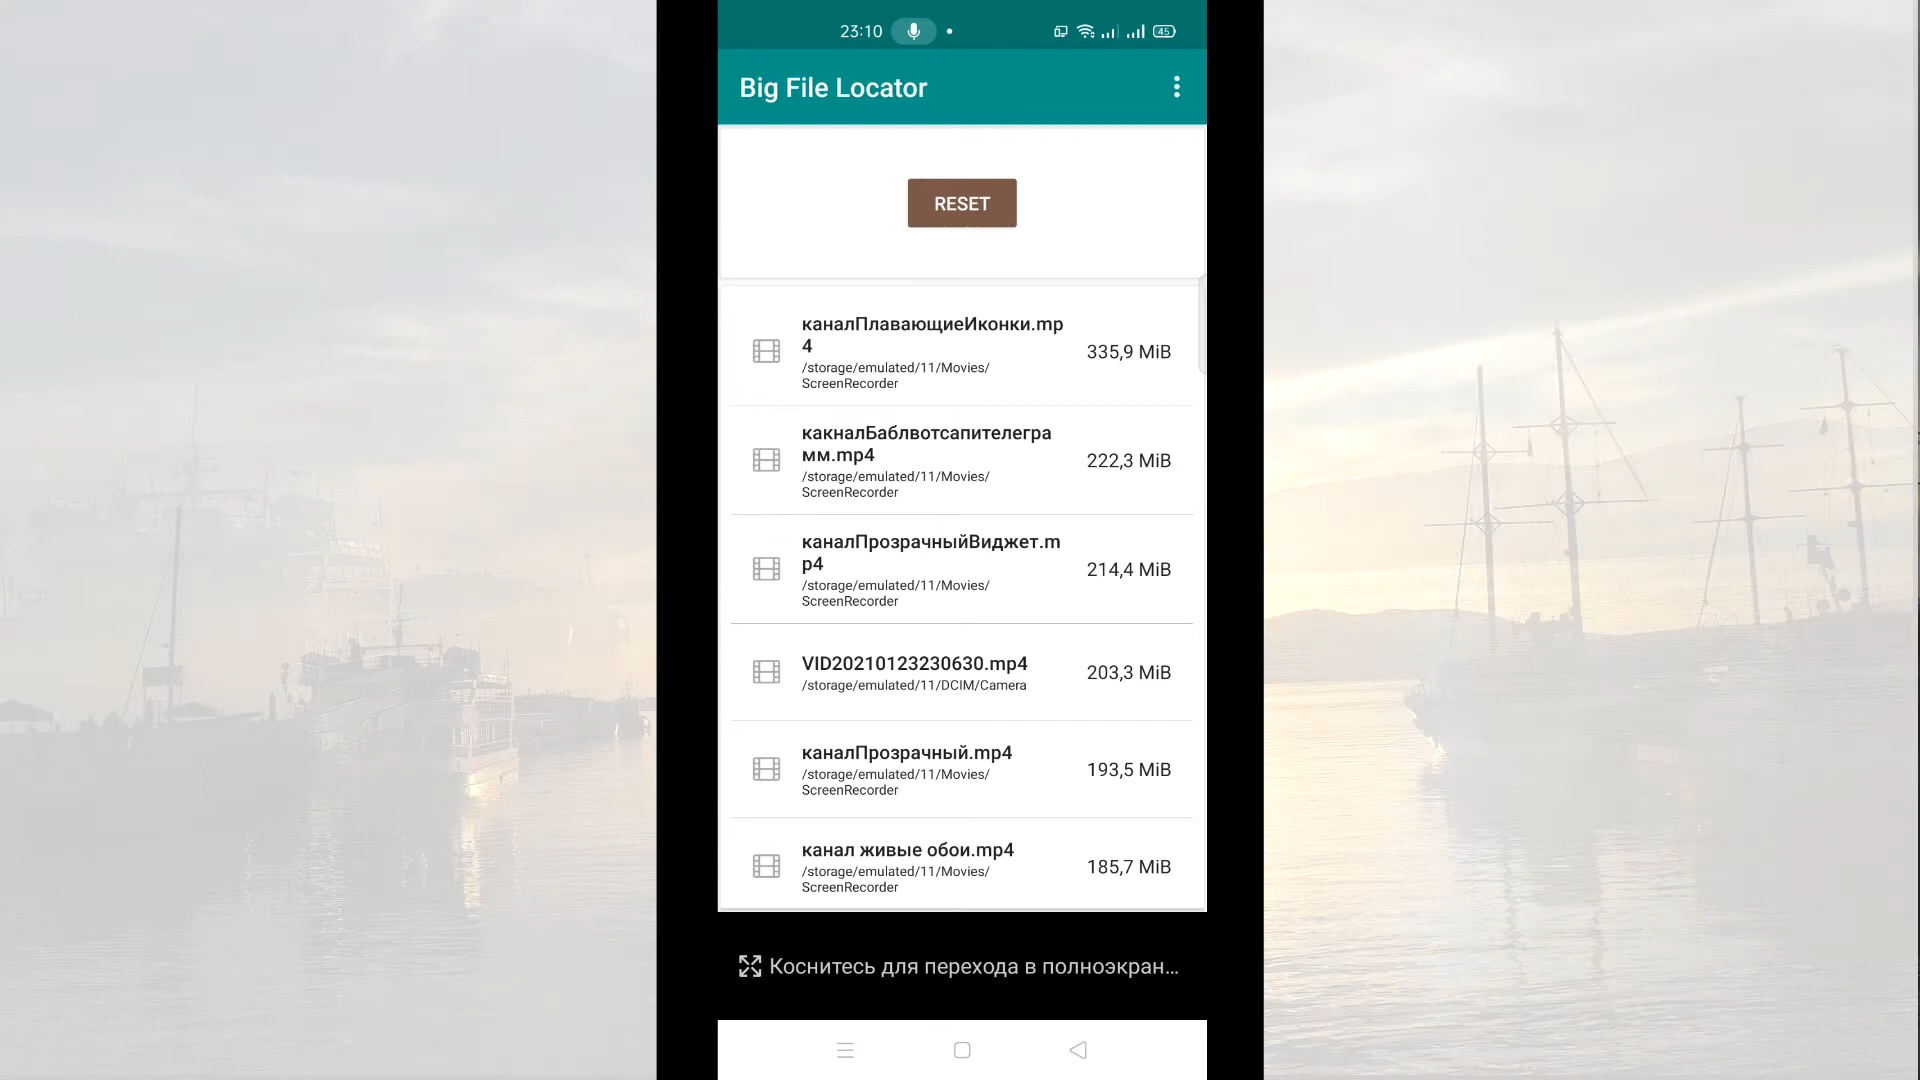 23:10
45
Big File Locator
RESET
каналПлавающиеИконки.mp
4
/storage/emulated/11/Movies/
ScreenRecorder
335,9 MiB
какналБаблвотсапителегра
мм.mp4
/storage/emulated/11/Movies/
ScreenRecorder
222,3 MiB
каналПрозрачныйВиджет.m
p4
/storage/emulated/11/Movies/
ScreenRecorder
214,4 MiB
VID20210123230630.mp4
/storage/emulated/11/DCIM/Camera
203,3 MiB
каналПрозрачный.mp4
/storage/emulated/11/Movies/
ScreenRecorder
193,5 MiB
канал живые обои.mp4
/storage/emulated/11/Movies/
ScreenRecorder
185,7 MiB
Коснитесь для перехода в полноэкран...